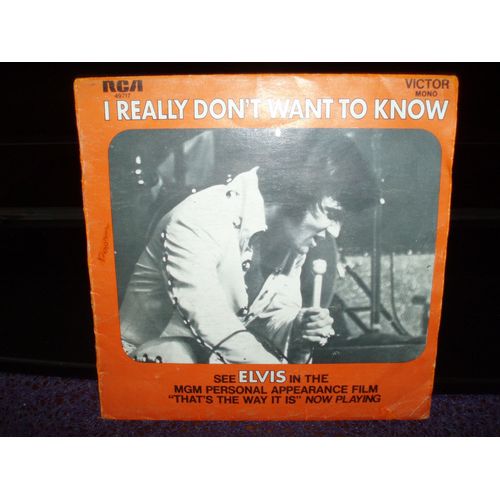 RCA
49717
VICTOR
MONO
I REALLY DON'T WANT TO KNOW
SEE ELVIS IN THE
MGM PERSONAL APPEARANCE FILM
"THAT'S THE WAY IT IS" NOW PLAYING